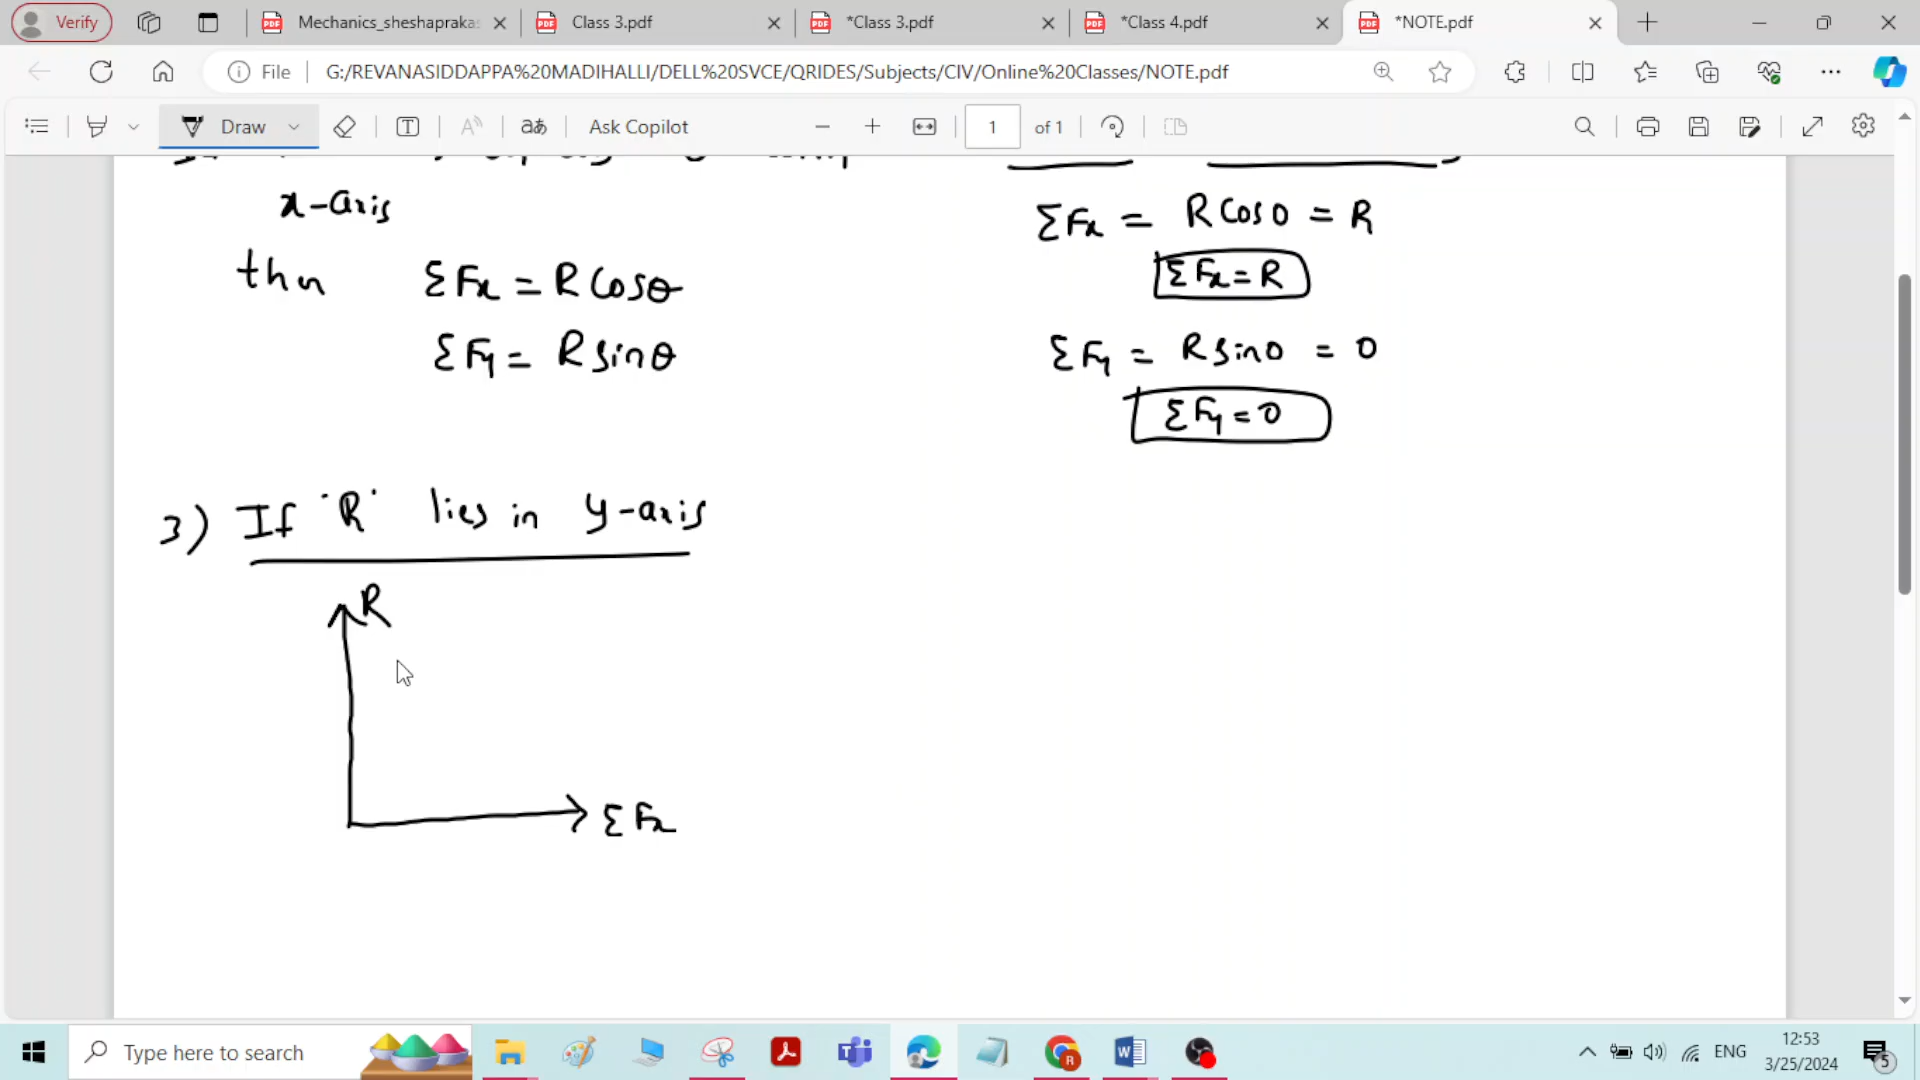 Verify
Mechanics_sheshapraka
Class 3.pdf
*Class 3.pdf
*Class 4.pdf
*NOTE.pdf
File
G:/REVANASIDDAPPA%20MADIHALLI/DELL%20SVCE/QRIDES/Subjects/CIV/Online%20Classes/NOTE.pdf
Draw
Ask Copilot
1 of 1
x-axis
then ΣFx = R Cosθ
ΣFy = R sinθ
ΣFx = R Cos0 = R
ΣFx = R
ΣFy = R sin0 = 0
ΣFy = 0
3) If 'R' lies in y-axis
R
ΣFx
Type here to search
ENG
12:53
3/25/2024
5